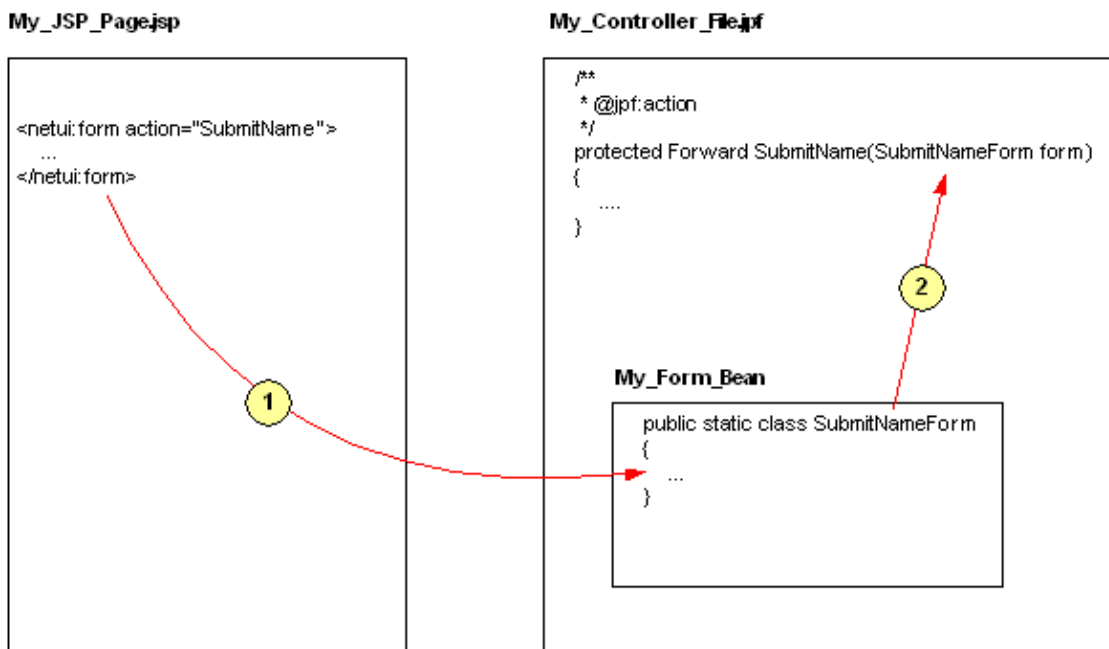 My_JSP_Page.jsp
<netui:form action="SubmitName">
...
</netui:form>
1
My_Controller_File.jpf
/**
* @jpf:action
*/
protected Forward SubmitName(SubmitNameForm form)
{
....
}
2
My_Form_Bean
public static class SubmitNameForm
{
...
}